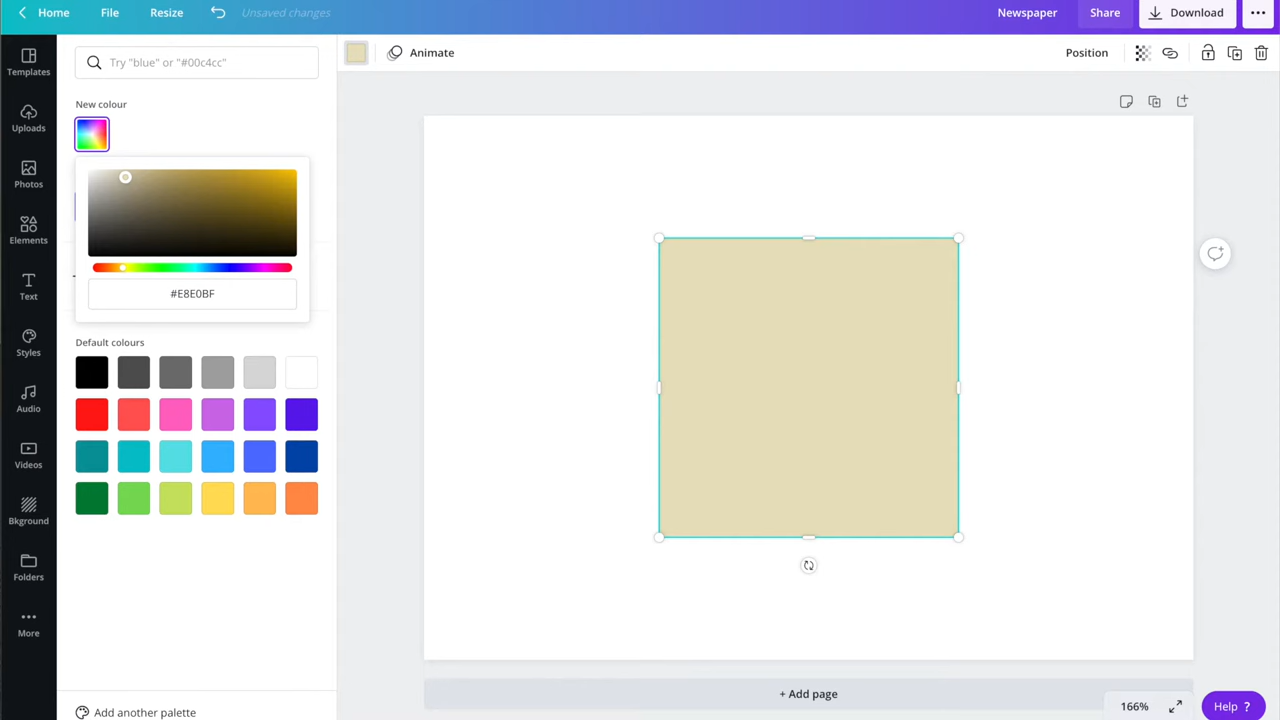 Home
File
Resize
Unsaved changes
Newspaper
Share
Download
Templates
Uploads
Photos
Elements
Text
Styles
Audio
Videos
Bkground
Folders
More
Try "blue" or "#00c4cc"
New colour
#E8E0BF
Default colours
Add another palette
Animate
Position
+ Add page
166%
Help ?